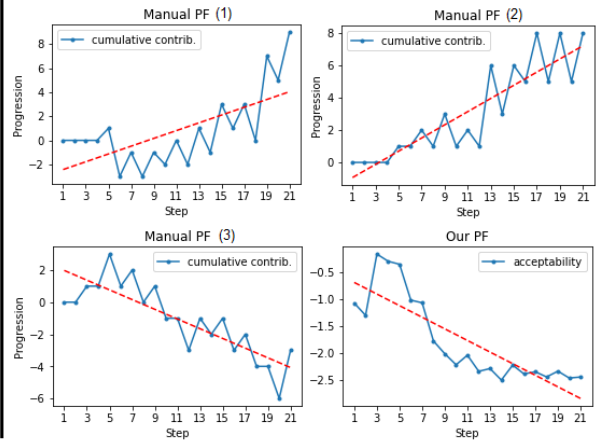 Manual PF (1)
cumulative contrib.
Progression
8
6
4
2
0
−2
1 3 5 7 9 11 13 15 17 19 21
Step
Manual PF (2)
cumulative contrib.
Progression
8
6
4
2
0
1 3 5 7 9 11 13 15 17 19 21
Step
Manual PF (3)
cumulative contrib.
Progression
2
0
−2
−4
−6
1 3 5 7 9 11 13 15 17 19 21
Step
Our PF
acceptability
−0.5
−1.0
−1.5
−2.0
−2.5
1 3 5 7 9 11 13 15 17 19 21
Step